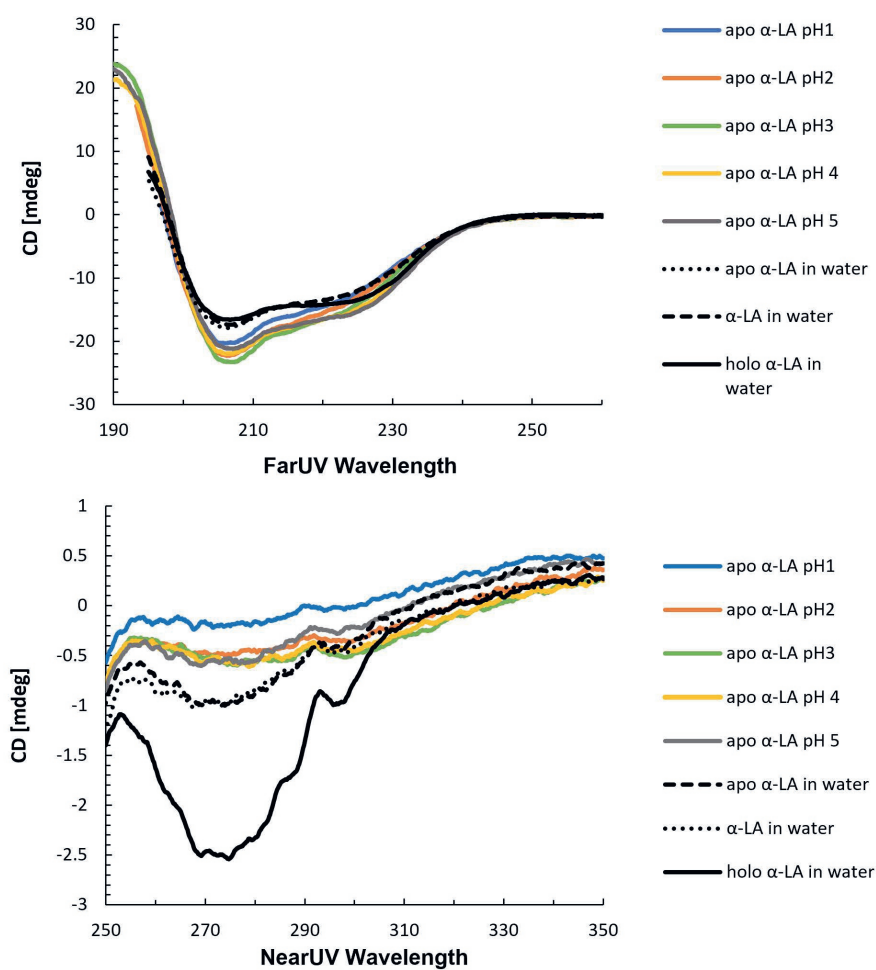 30
20
10
0
-10
-20
-30
CD [mdeg]
190
210
230
250
FarUV Wavelength
apo α-LA pH1
apo α-LA pH2
apo α-LA pH3
apo α-LA pH 4
apo α-LA pH 5
apo α-LA in water
α-LA in water
holo α-LA in
water
1
0.5
0
-0.5
-1
-1.5
-2
-2.5
-3
CD [mdeg]
250
270
290
310
330
350
NearUV Wavelength
apo α-LA pH1
apo α-LA pH2
apo α-LA pH3
apo α-LA pH 4
apo α-LA pH 5
apo α-LA in water
α-LA in water
holo α-LA in water